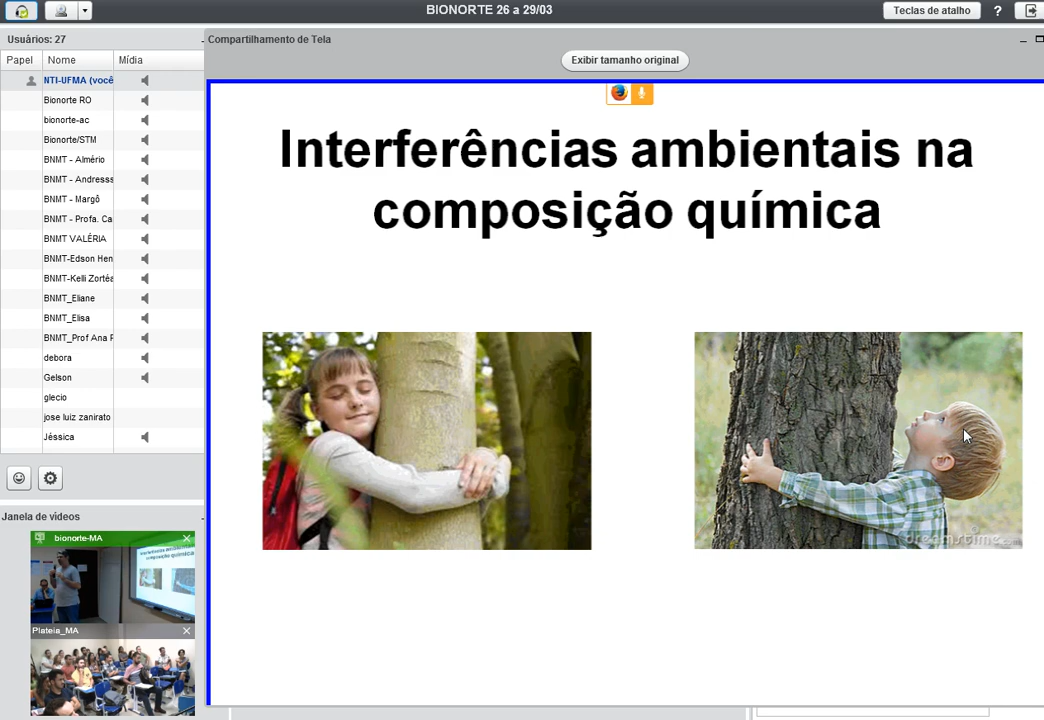 BIONORTE 26 a 29/03
Teclas de atalho
?
Usuários: 27
Compartilhamento de Tela
Papel Nome Mídia
Exibir tamanho original
NTI-UFMA (você
Bionorte RO
bionorte-ac
Bionorte/STM
BNMT - Almério
BNMT - Andresss
BNMT - Margô
BNMT - Profa. Ca
BNMT VALÉRIA
BNMT-Edson Hen
BNMT-Kelli Zortéa
BNMT_Eliane
BNMT_Elisa
BNMT_Prof Ana P
debora
Gelson
glecio
jose luiz zanirato
Jéssica
Interferências ambientais na
composição química
dreamstime
Janela de videos
bionorte-MA
Plateia_MA